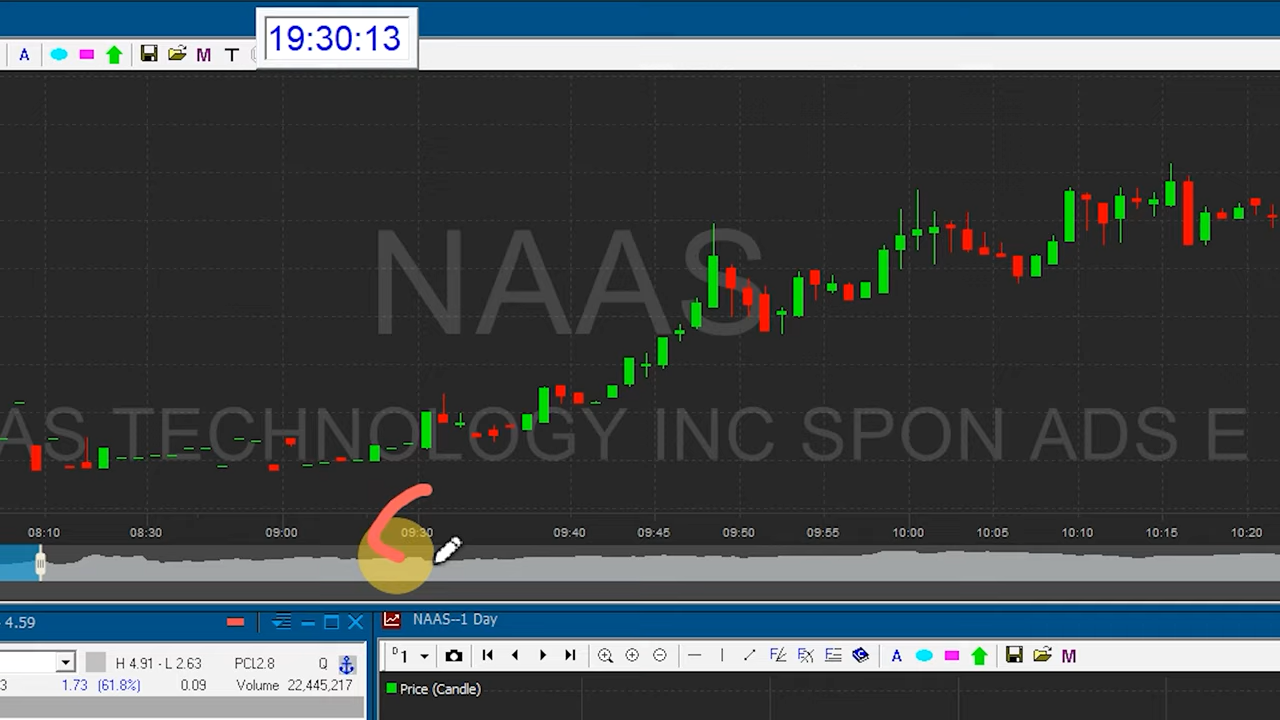 19:30:13
A M T
NAAS
AS TECHNOLOGY INC SPON ADS E
08:10 08:30 09:00 09:30 09:40 09:45 09:50 09:55 10:00 10:05 10:10 10:15 10:20
4.59
NAAS--1 Day
H 4.91 - L 2.63 PCL2.8 Q
D 1 A M
3 1.73 (61.8%) 0.09 Volume 22,445,217
Price (Candle)